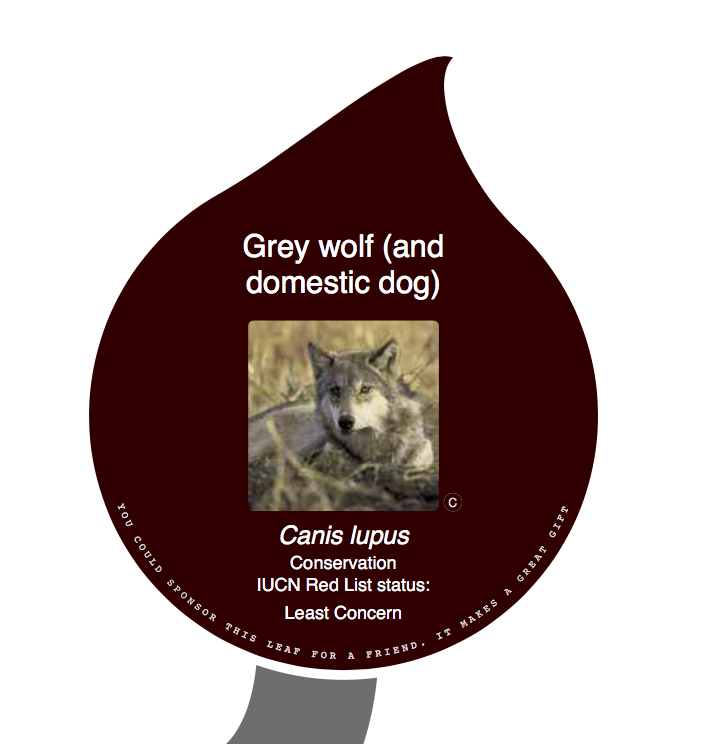 Grey wolf (and
domestic dog)
C
Canis lupus
Conservation
IUCN Red List status:
Least Concern
YOU COULD SPONSOR THIS LEAF FOR A FRIEND. IT MAKES A GREAT GIFT